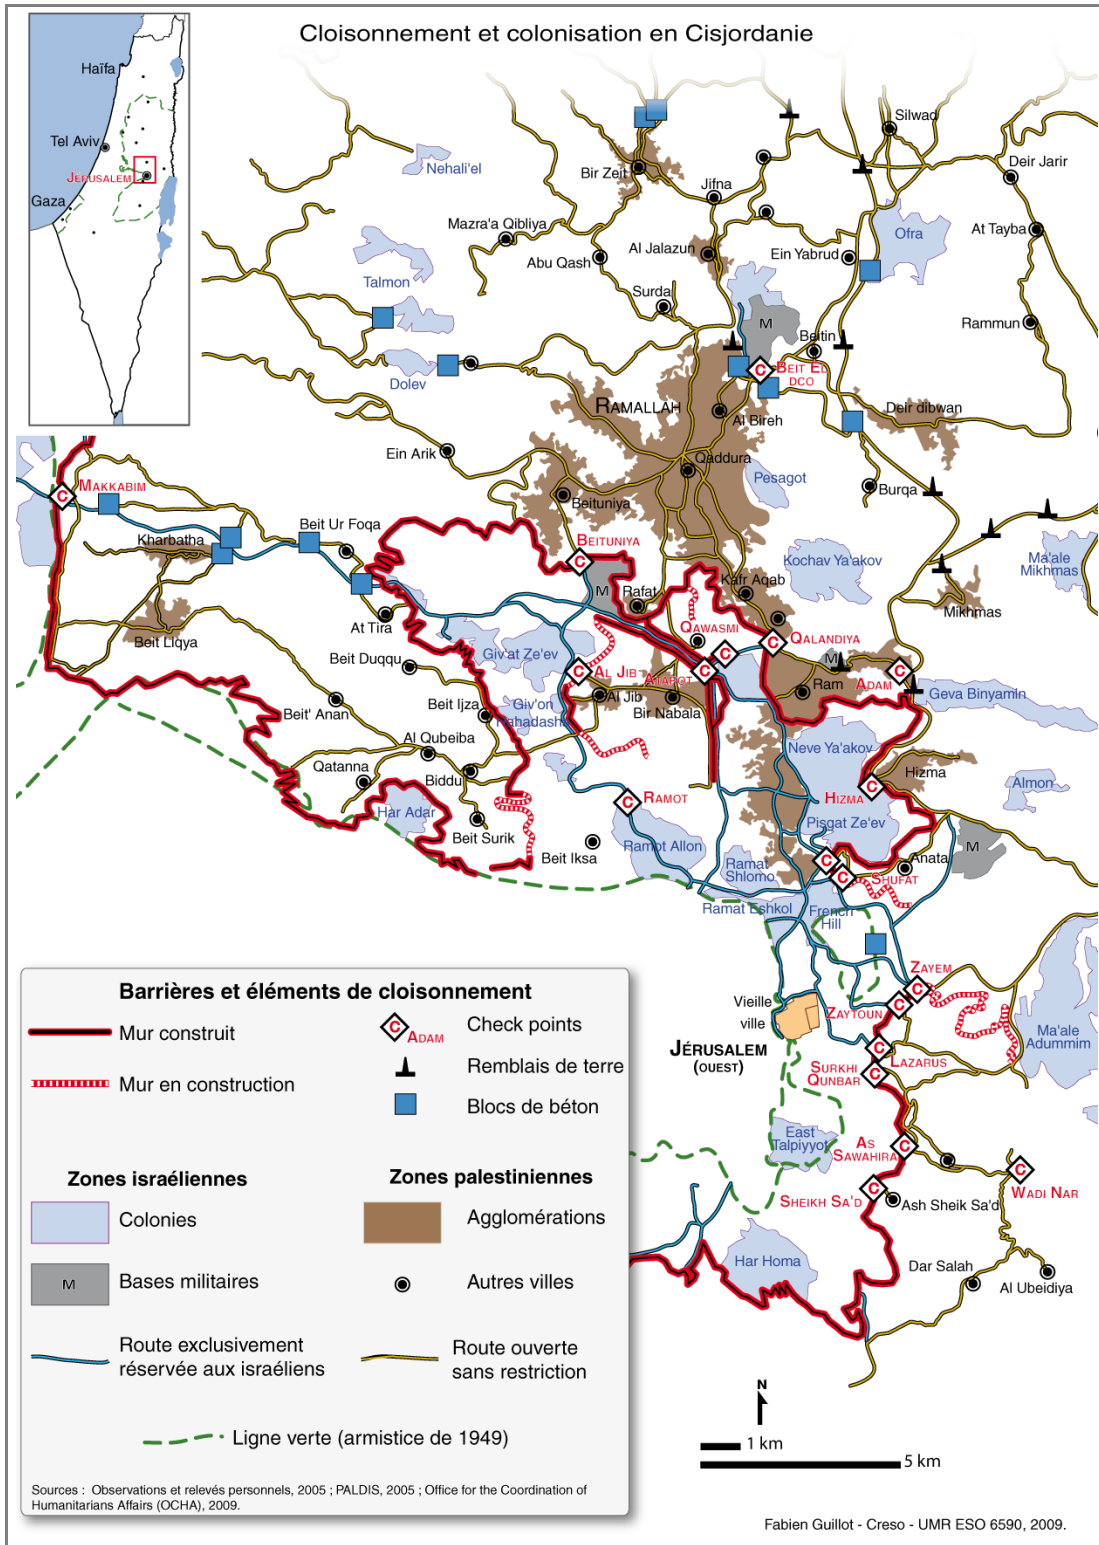 Cloisonnement et colonisation en Cisjordanie
Haïfa
Tel Aviv
JERUSALEM
Gaza
Silwad
Nehali'el
Bir Zeit
Deir Jarir
Jifna
Mazra'a Qibliya
Ofra
At Tayba
Al Jalazun
Ein Yabrud
Abu Qash
Talmon
Surda
M
Rammun
Beitin
BEIT EL
DCO
Dolev
RAMALLAH
Deir dibwan
Al Bireh
Ein Arik
Qaddura
Pesagot
C
MAKKABIM
Burqa
Beituniya
Beit Ur Foqa
Kharbatha
BEITUNIYA
Kochav Ya'akov
Ma'ale
Mikhmas
Kafr Aqab
M
Rafat
Mikhmas
At Tira
QAWASMI
Beit Liqya
QALANDIYA
Giv'at Ze'ev
Beit Duqqu
M
AL JIB
ATAROT
ADAM
Ram
Al Jib
Geva Binyamin
Beit' Anan
Beit Ijza
Giv'on
Hahadasha
Bir Nabala
Al Qubeiba
Neve Ya'akov
Hizma
Qatanna
Biddu
Almon
HIZMA
RAMOT
Har Adar
Pisgat Ze'ev
Beit Surik
Beit Iksa
Ramot Allon
M
Ramat
Shlomo
Anata
SHUFAT
Ramat Eshkol
French
Hill
ZAYEM
Vieille
ville
ZAYTOUN
Ma'ale
Adummim
JÉRUSALEM
(OUEST)
LAZARUS
SURKHI
QUNBAR
East
Talpiyyot
AS
SAWAHIRA
WADI NAR
SHEIKH SA'D
Ash Sheik Sa'd
Har Homa
Dar Salah
Al Ubeidiya
Barrières et éléments de cloisonnement
Mur construit
C
ADAM
Check points
Remblais de terre
Mur en construction
Blocs de béton
Zones israéliennes
Zones palestiniennes
Colonies
Agglomérations
M
Bases militaires
Autres villes
Route exclusivement
réservée aux israéliens
Route ouverte
sans restriction
Ligne verte (armistice de 1949)
Sources : Observations et relevés personnels, 2005 ; PALDIS, 2005 ; Office for the Coordination of
Humanitarians Affairs (OCHA), 2009.
N
1 km
5 km
Fabien Guillot - Creso - UMR ESO 6590, 2009.